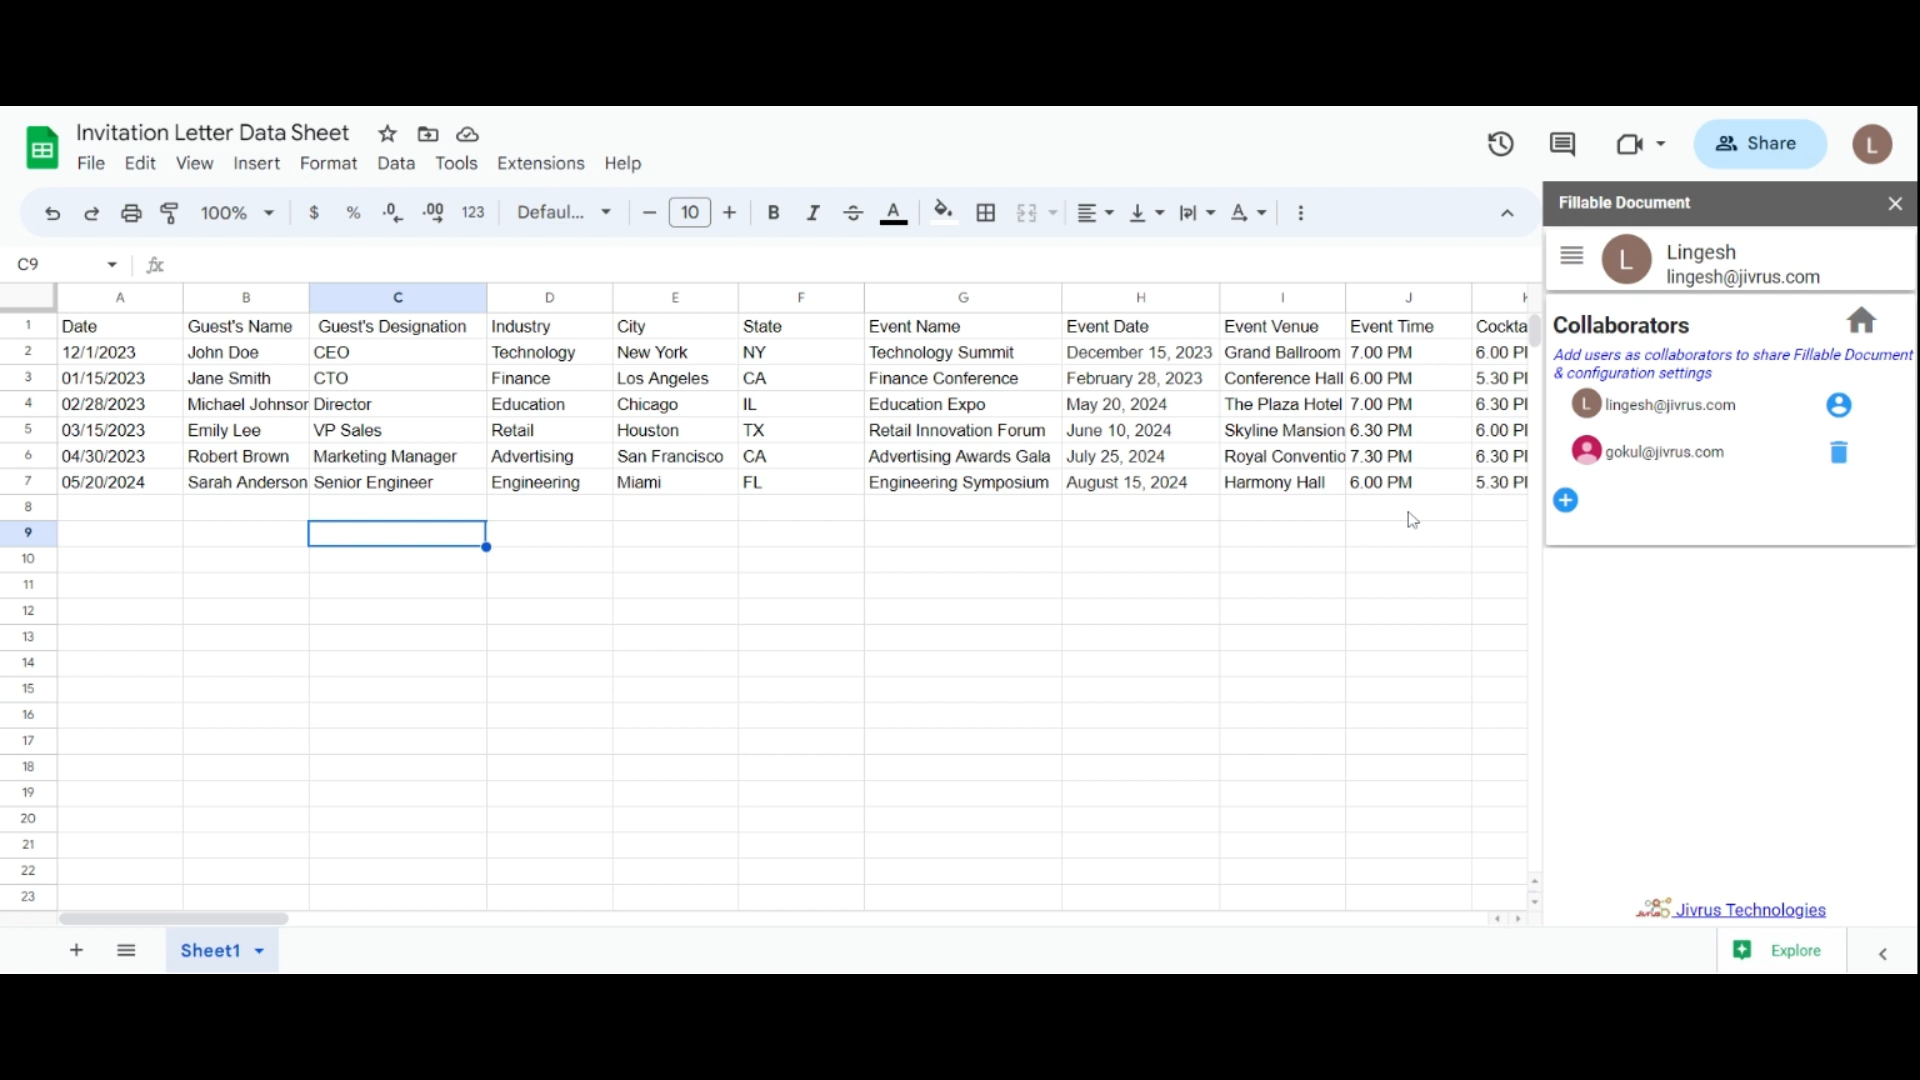 Invitation Letter Data Sheet
File Edit View Insert Format Data Tools Extensions Help
Share
L
100% $ % .0 .00 123 Defaul... 10 B I A
Fillable Document
C9 fx
L Lingesh
lingesh@jivrus.com
A B C D E F G H I J
1 Date Guest's Name Guest's Designation Industry City State Event Name Event Date Event Venue Event Time Cockta
2 12/1/2023 John Doe CEO Technology New York NY Technology Summit December 15, 2023 Grand Ballroom 7.00 PM 6.00 P
3 01/15/2023 Jane Smith CTO Finance Los Angeles CA Finance Conference February 28, 2023 Conference Hall 6.00 PM 5.30 P
4 02/28/2023 Michael Johnson Director Education Chicago IL Education Expo May 20, 2024 The Plaza Hotel 7.00 PM 6.30 P
5 03/15/2023 Emily Lee VP Sales Retail Houston TX Retail Innovation Forum June 10, 2024 Skyline Mansion 6.30 PM 6.00 P
6 04/30/2023 Robert Brown Marketing Manager Advertising San Francisco CA Advertising Awards Gala July 25, 2024 Royal Conventio 7.30 PM 6.30 P
7 05/20/2024 Sarah Anderson Senior Engineer Engineering Miami FL Engineering Symposium August 15, 2024 Harmony Hall 6.00 PM 5.30 P
8
9
10
11
12
13
14
15
16
17
18
19
20
21
22
23
Collaborators
Add users as collaborators to share Fillable Document
& configuration settings
L lingesh@jivrus.com
gokul@jivrus.com
Jivrus Technologies
Sheet1
Explore